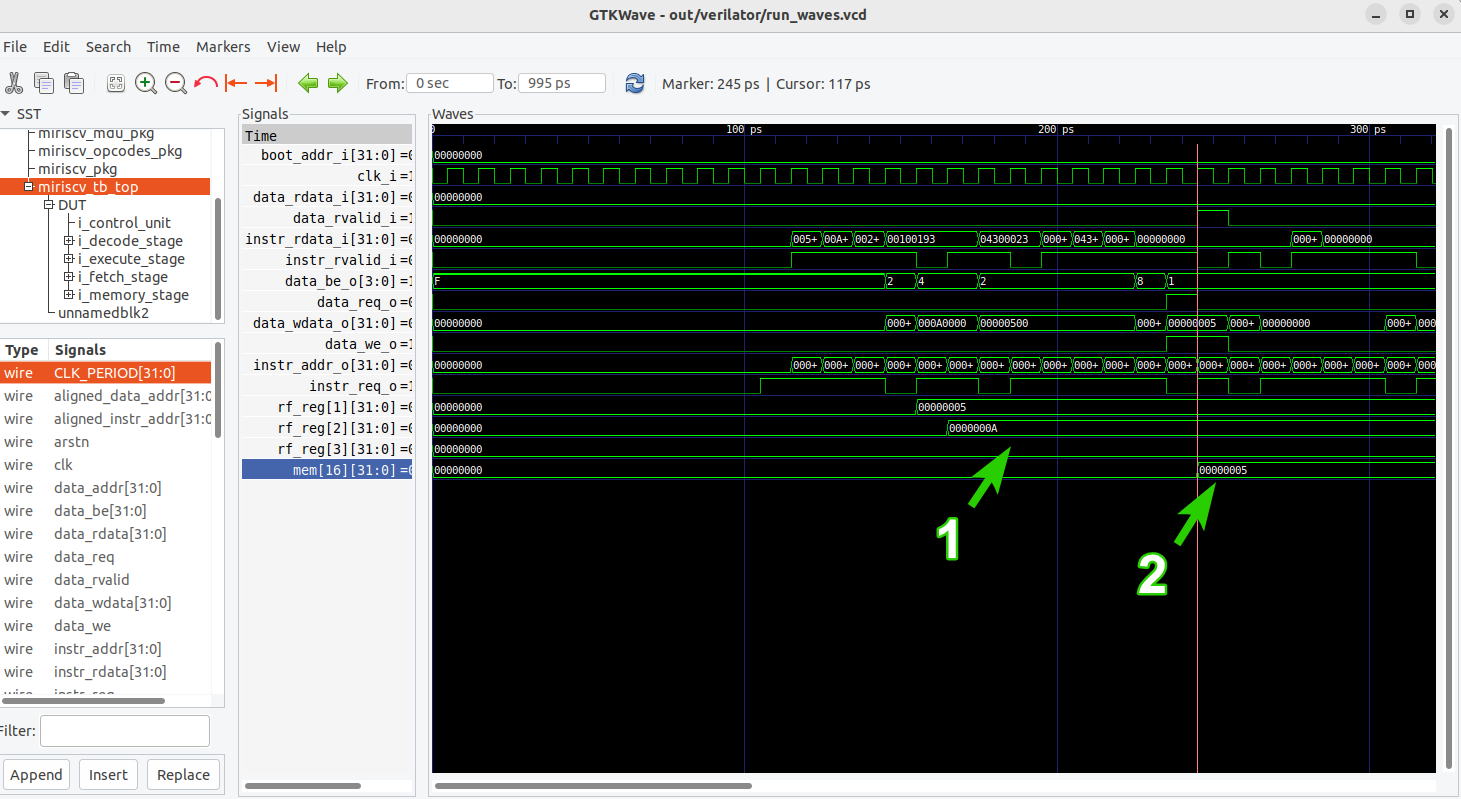 GTKWave - out/verilator/run_waves.vcd
File Edit Search Time Markers View Help
From: 0 sec To: 995 ps Marker: 245 ps | Cursor: 117 ps
SST
miriscv_mdu_pkg
miriscv_opcodes_pkg
miriscv_pkg
miriscv_tb_top
DUT
i_control_unit
i_decode_stage
i_execute_stage
i_fetch_stage
i_memory_stage
unnamedblk2
Type Signals
wire CLK_PERIOD[31:0]
wire aligned_data_addr[31:0
wire aligned_instr_addr[31:0
wire arstn
wire clk
wire data_addr[31:0]
wire data_be[31:0]
wire data_rdata[31:0]
wire data_req
wire data_rvalid
wire data_wdata[31:0]
wire data_we
wire instr_addr[31:0]
wire instr_rdata[31:0]
wire instr_req
Filter:
Append Insert Replace
Signals
Time
boot_addr_i[31:0] =0
clk_i =1
data_rdata_i[31:0] =0
data_rvalid_i =1
instr_rdata_i[31:0] =0
instr_rvalid_i =0
data_be_o[3:0] =1
data_req_o =0
data_wdata_o[31:0] =0
data_we_o =1
instr_addr_o[31:0] =0
instr_req_o =1
rf_reg[1][31:0] =0
rf_reg[2][31:0] =0
rf_reg[3][31:0] =0
mem[16][31:0] =0
Waves
0 100 ps 200 ps 300 ps
00000000
00000000
00000000 005+ 00A+ 002+ 00100193 04300023 000+ 043+ 000+ 00000000 000+ 00000000
F 2 4 2 8 1
00000000 000+ 000A0000 00000500 000+ 00000005 000+ 00000000 000+ 000
00000000 000+ 000+ 000+ 000+ 000+ 000+ 000+ 000+ 000+ 000+ 000+ 000+ 000+ 000+ 000+ 000+ 000+ 000+ 000+ 000+ 000
00000000 00000005
00000000 0000000A
00000000
00000000 00000005
1
2